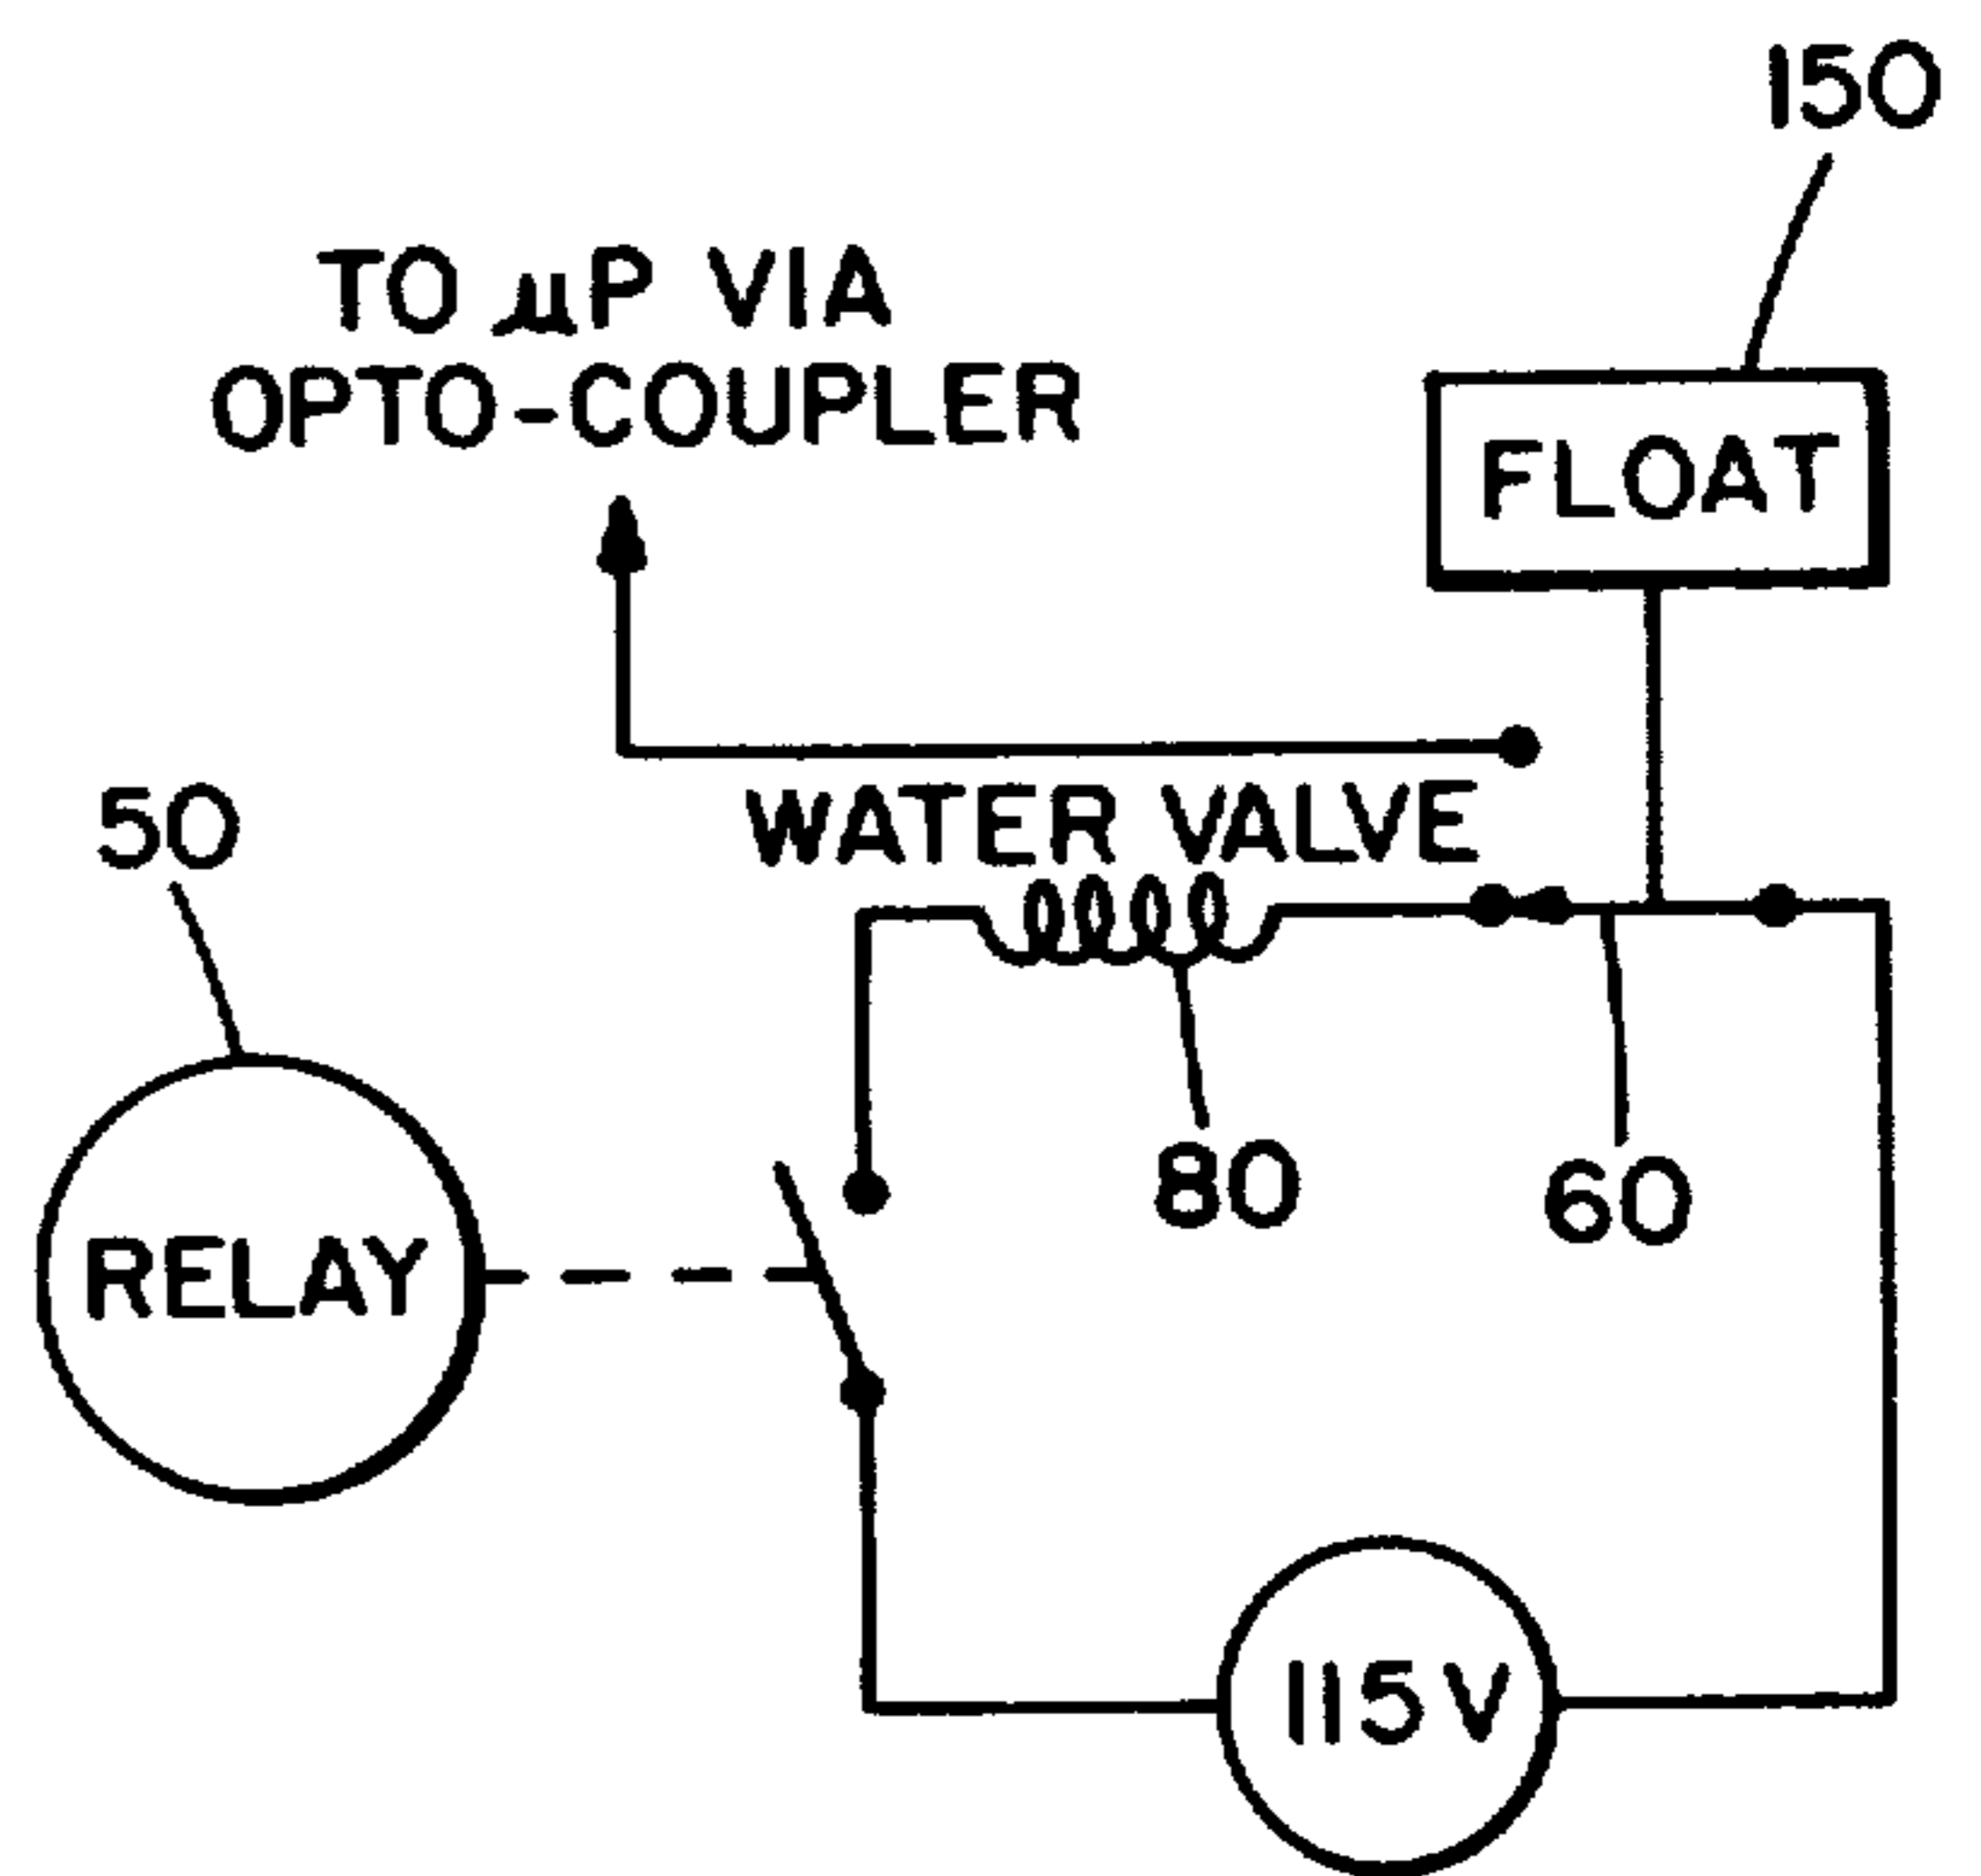 150
TO μP VIA
OPTO-COUPLER
FLOAT
50
WATER VALVE
80
60
RELAY
115V